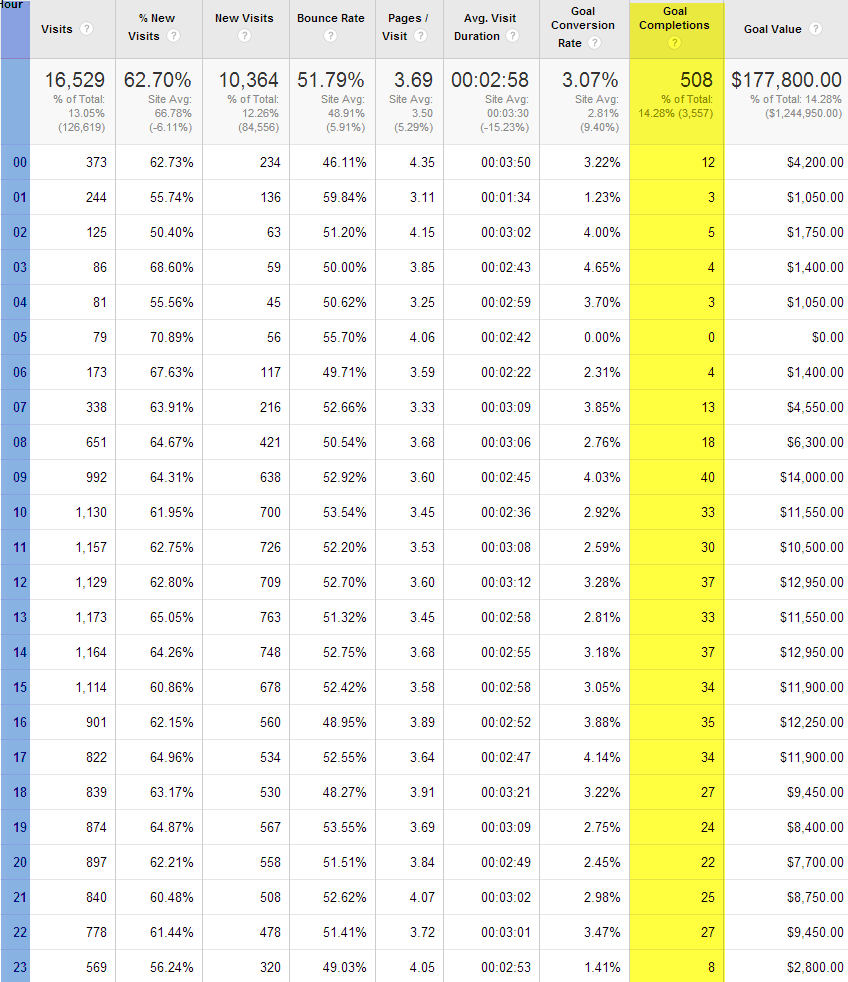 Hour Visits ? % New Visits ? New Visits ? Bounce Rate ? Pages / Visit ? Avg. Visit Duration ? Goal Conversion Rate ? Goal Completions ? Goal Value ?
16,529 62.70% 10,364 51.79% 3.69 00:02:58 3.07% 508 $177,800.00
% of Total: Site Avg: % of Total: Site Avg: Site Avg: Site Avg: Site Avg: % of Total: % of Total: 14.28%
13.05% 66.78% 12.26% 48.91% 3.50 00:03:30 2.81% 14.28% (3,557) ($1,244,950.00)
(126,619) (-6.11%) (84,556) (5.91%) (5.29%) (-15.23%) (9.40%)
00 373 62.73% 234 46.11% 4.35 00:03:50 3.22% 12 $4,200.00
01 244 55.74% 136 59.84% 3.11 00:01:34 1.23% 3 $1,050.00
02 125 50.40% 63 51.20% 4.15 00:03:02 4.00% 5 $1,750.00
03 86 68.60% 59 50.00% 3.85 00:02:43 4.65% 4 $1,400.00
04 81 55.56% 45 50.62% 3.25 00:02:59 3.70% 3 $1,050.00
05 79 70.89% 56 55.70% 4.06 00:02:42 0.00% 0 $0.00
06 173 67.63% 117 49.71% 3.59 00:02:22 2.31% 4 $1,400.00
07 338 63.91% 216 52.66% 3.33 00:03:09 3.85% 13 $4,550.00
08 651 64.67% 421 50.54% 3.68 00:03:06 2.76% 18 $6,300.00
09 992 64.31% 638 52.92% 3.60 00:02:45 4.03% 40 $14,000.00
10 1,130 61.95% 700 53.54% 3.45 00:02:36 2.92% 33 $11,550.00
11 1,157 62.75% 726 52.20% 3.53 00:03:08 2.59% 30 $10,500.00
12 1,129 62.80% 709 52.70% 3.60 00:03:12 3.28% 37 $12,950.00
13 1,173 65.05% 763 51.32% 3.45 00:02:58 2.81% 33 $11,550.00
14 1,164 64.26% 748 52.75% 3.68 00:02:55 3.18% 37 $12,950.00
15 1,114 60.86% 678 52.42% 3.58 00:02:58 3.05% 34 $11,900.00
16 901 62.15% 560 48.95% 3.89 00:02:52 3.88% 35 $12,250.00
17 822 64.96% 534 52.55% 3.64 00:02:47 4.14% 34 $11,900.00
18 839 63.17% 530 48.27% 3.91 00:03:21 3.22% 27 $9,450.00
19 874 64.87% 567 53.55% 3.69 00:03:09 2.75% 24 $8,400.00
20 897 62.21% 558 51.51% 3.84 00:02:49 2.45% 22 $7,700.00
21 840 60.48% 508 52.62% 4.07 00:03:02 2.98% 25 $8,750.00
22 778 61.44% 478 51.41% 3.72 00:03:01 3.47% 27 $9,450.00
23 569 56.24% 320 49.03% 4.05 00:02:53 1.41% 8 $2,800.00